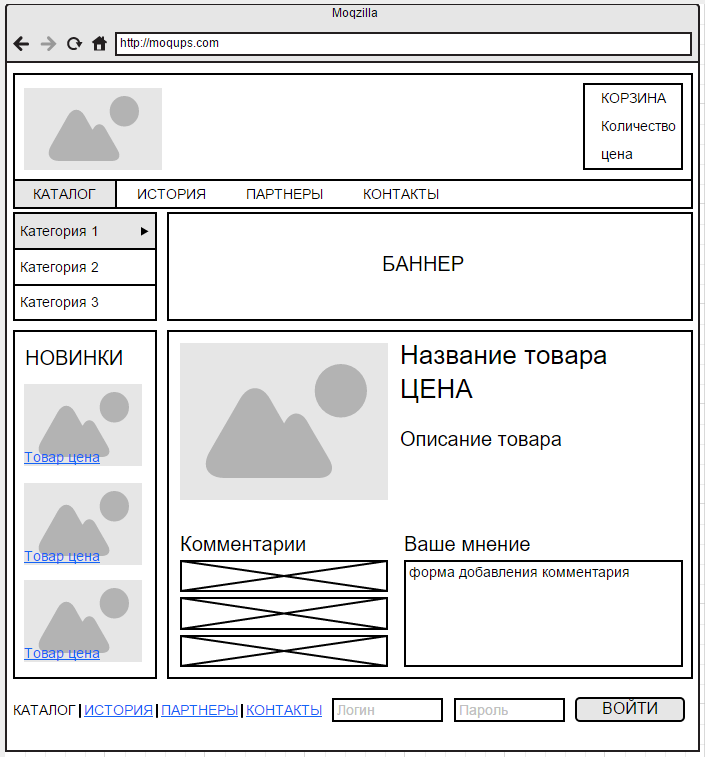 Moqzilla
http://moqups.com
КОРЗИНА
Количество
цена
КАТАЛОГ ИСТОРИЯ ПАРТНЕРЫ КОНТАКТЫ
Категория 1
Категория 2
Категория 3
БАННЕР
НОВИНКИ
Товар цена
Товар цена
Товар цена
Название товара
ЦЕНА
Описание товара
Комментарии
Ваше мнение
форма добавления комментария
КАТАЛОГ | ИСТОРИЯ | ПАРТНЕРЫ | КОНТАКТЫ
Логин
Пароль
ВОЙТИ